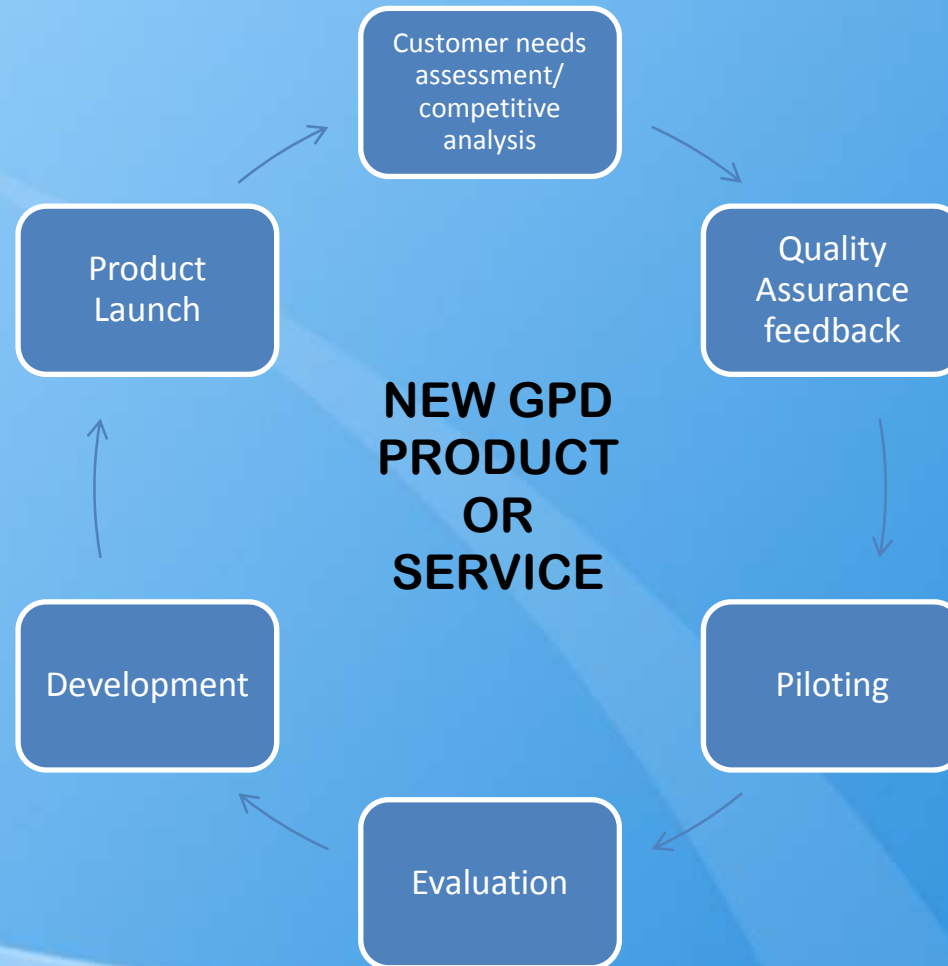 Customer needs
assessment/
competitive
analysis
Product
Launch
Quality
Assurance
feedback
NEW GPD
PRODUCT
OR
SERVICE
Development
Piloting
Evaluation